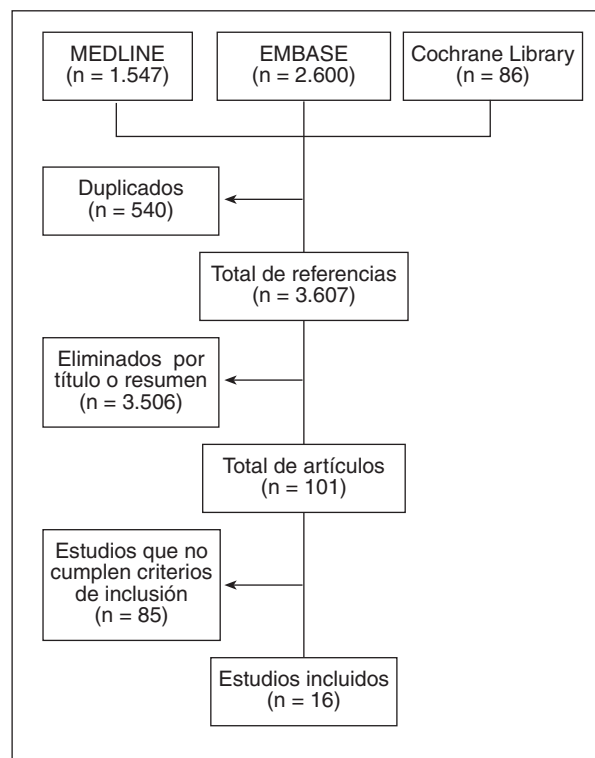 MEDLINE
(n = 1.547)
EMBASE
(n = 2.600)
Cochrane Library
(n = 86)
Duplicados
(n = 540)
Total de referencias
(n = 3.607)
Eliminados por
título o resumen
(n = 3.506)
Total de artículos
(n = 101)
Estudios que no
cumplen criterios
de inclusión
(n = 85)
Estudios incluidos
(n = 16)